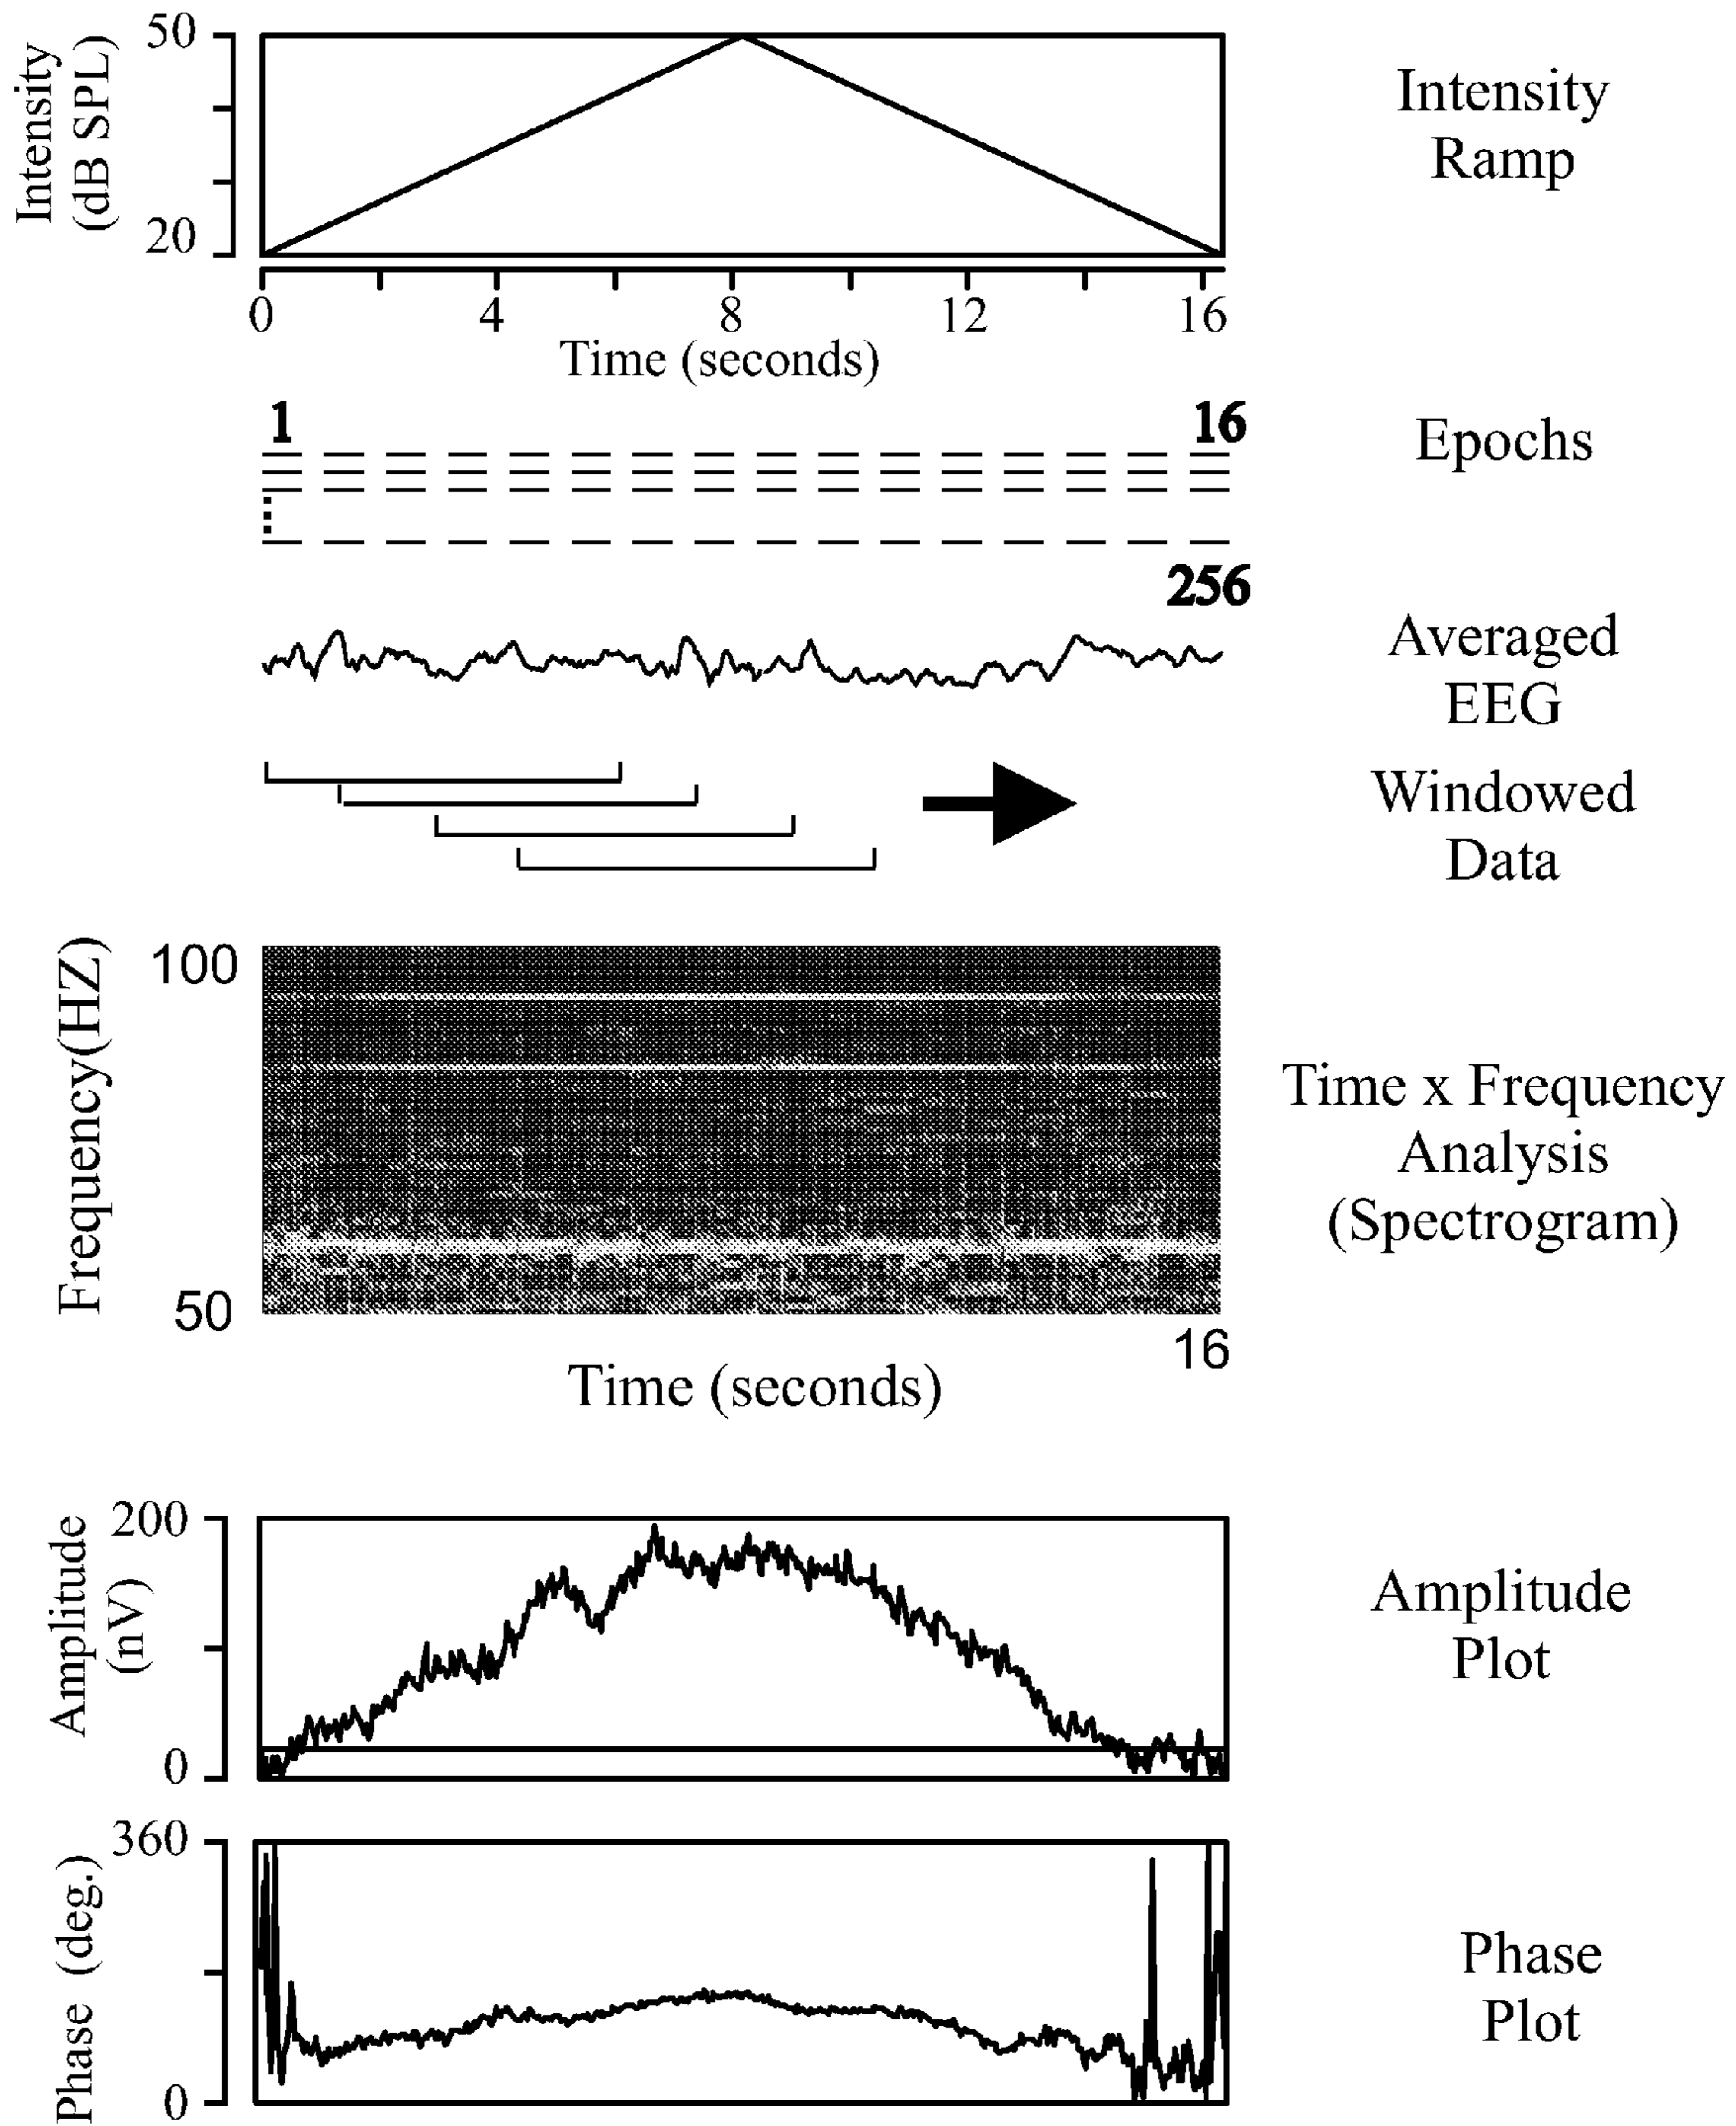 50
20
Intensity
(dB SPL)
Intensity
Ramp
0 4 8 12 16
Time (seconds)
1 16
Epochs
256
Averaged
EEG
Windowed
Data
100
50
Frequency(HZ)
Time x Frequency
Analysis
(Spectrogram)
16
Time (seconds)
200
0
Amplitude
(nV)
Amplitude
Plot
360
0
Phase (deg.)
Phase
Plot